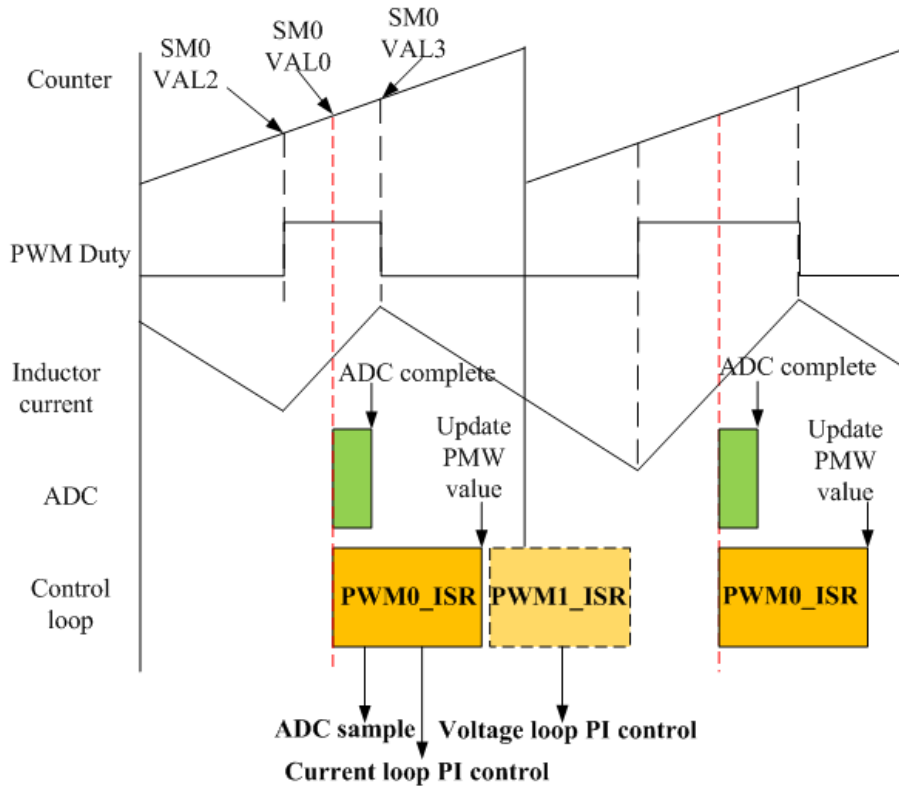 SM0
VAL2
SM0
VAL0
SM0
VAL3
Counter
PWM Duty
Inductor
current
ADC complete
ADC complete
Update
PMW
value
Update
PMW
value
ADC
Control
loop
PWM0_ISR
PWM1_ISR
PWM0_ISR
ADC sample
Voltage loop PI control
Current loop PI control